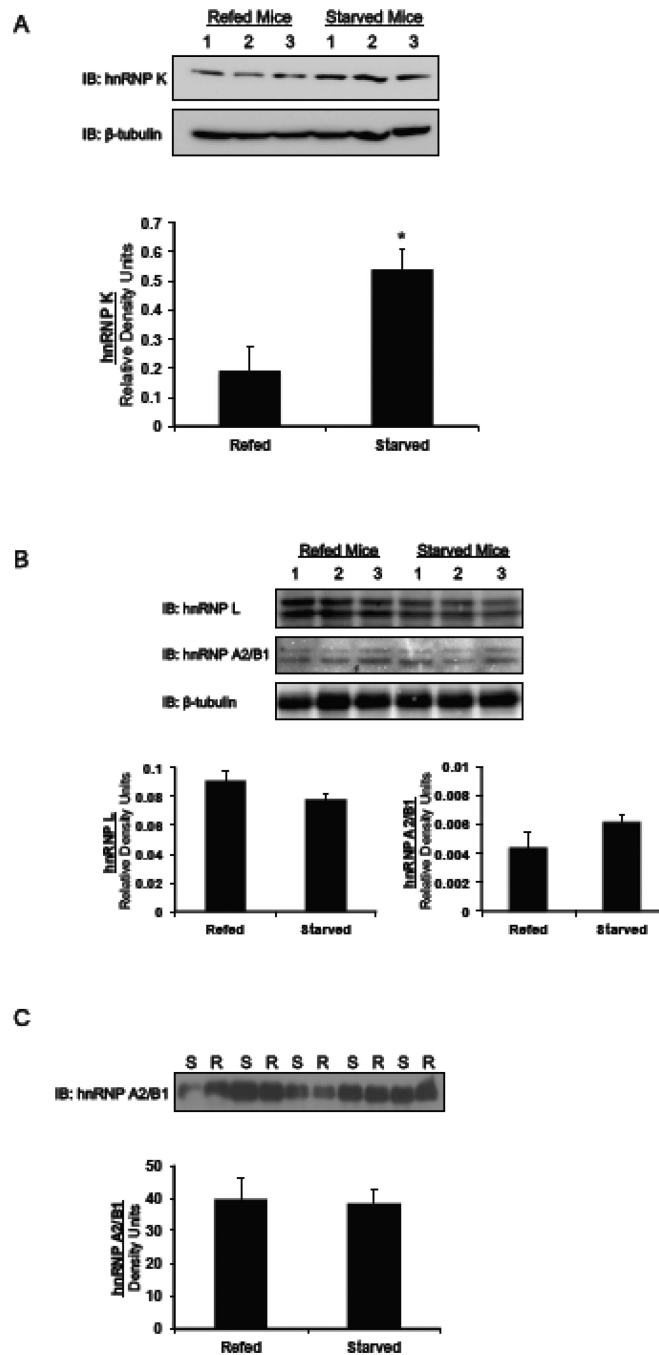 A
Refed Mice Starved Mice
1 2 3 1 2 3
IB: hnRNP K
IB: β-tubulin
hnRNP K
Relative Density Units
0.7
0.6
0.5
0.4
0.3
0.2
0.1
0
*
Refed Starved
B
Refed Mice Starved Mice
1 2 3 1 2 3
IB: hnRNP L
IB: hnRNP A2/B1
IB: β-tubulin
hnRNP L
Relative Density Units
0.1
0.08
0.06
0.04
0.02
0
Refed Starved
hnRNP A2/B1
Relative Density Units
0.01
0.008
0.006
0.004
0.002
0
Refed Starved
C
S R S R S R S R S R
IB: hnRNP A2/B1
hnRNP A2/B1
Density Units
50
40
30
20
10
0
Refed Starved